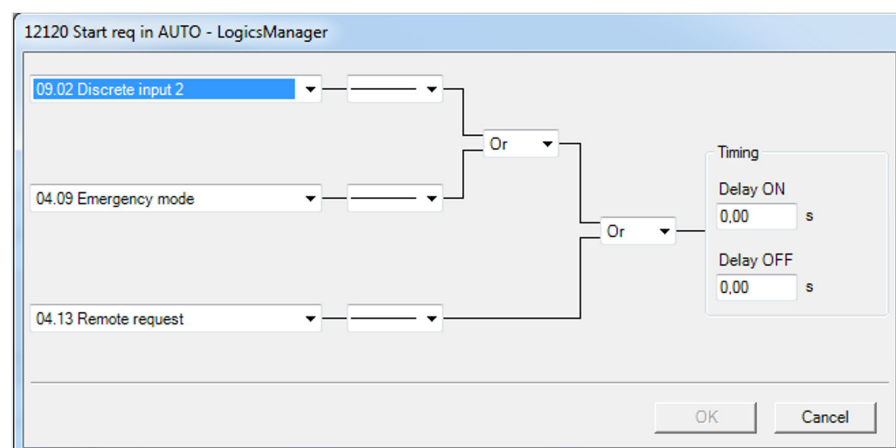 12120 Start req in AUTO - LogicsManager
09.02 Discrete input 2
Or
Timing
Delay ON
04.09 Emergency mode
0,00 s
Or
Delay OFF
0,00 s
04.13 Remote request
OK
Cancel